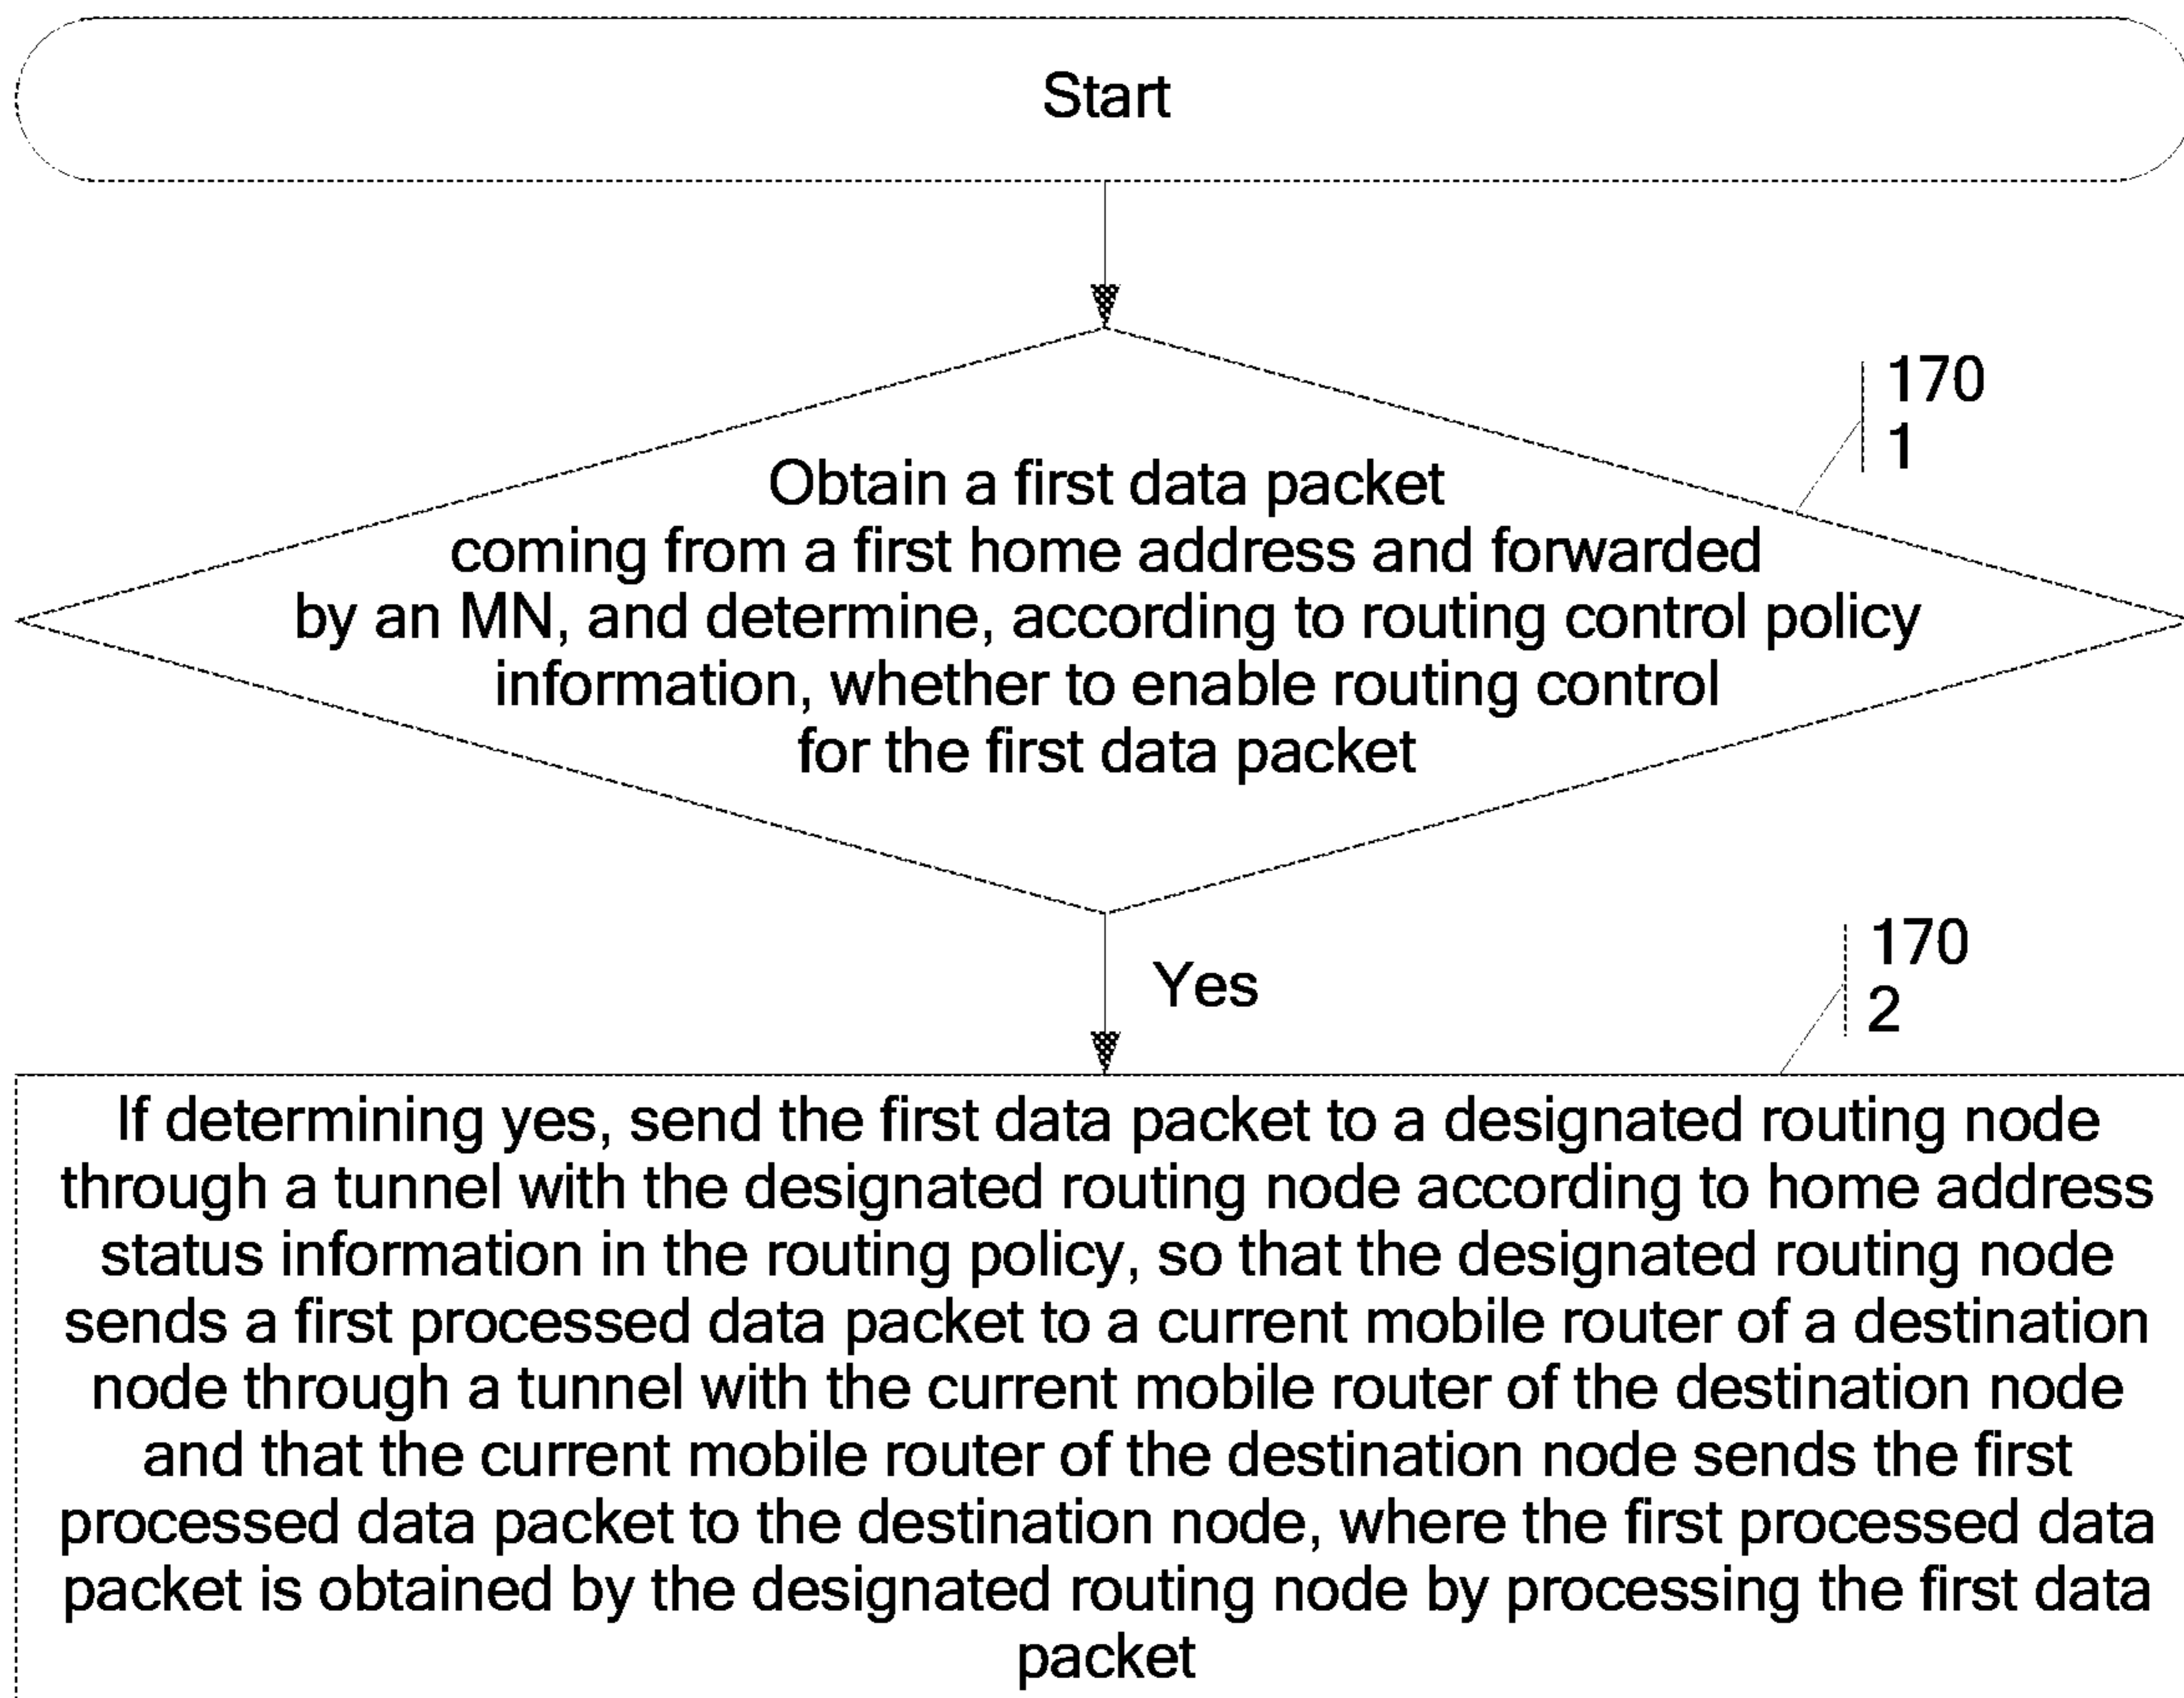 Start
170
1
Obtain a first data packet
coming from a first home address and forwarded
by an MN, and determine, according to routing control policy
information, whether to enable routing control
for the first data packet
Yes
170
2
If determining yes, send the first data packet to a designated routing node
through a tunnel with the designated routing node according to home address
status information in the routing policy, so that the designated routing node
sends a first processed data packet to a current mobile router of a destination
node through a tunnel with the current mobile router of the destination node
and that the current mobile router of the destination node sends the first
processed data packet to the destination node, where the first processed data
packet is obtained by the designated routing node by processing the first data
packet